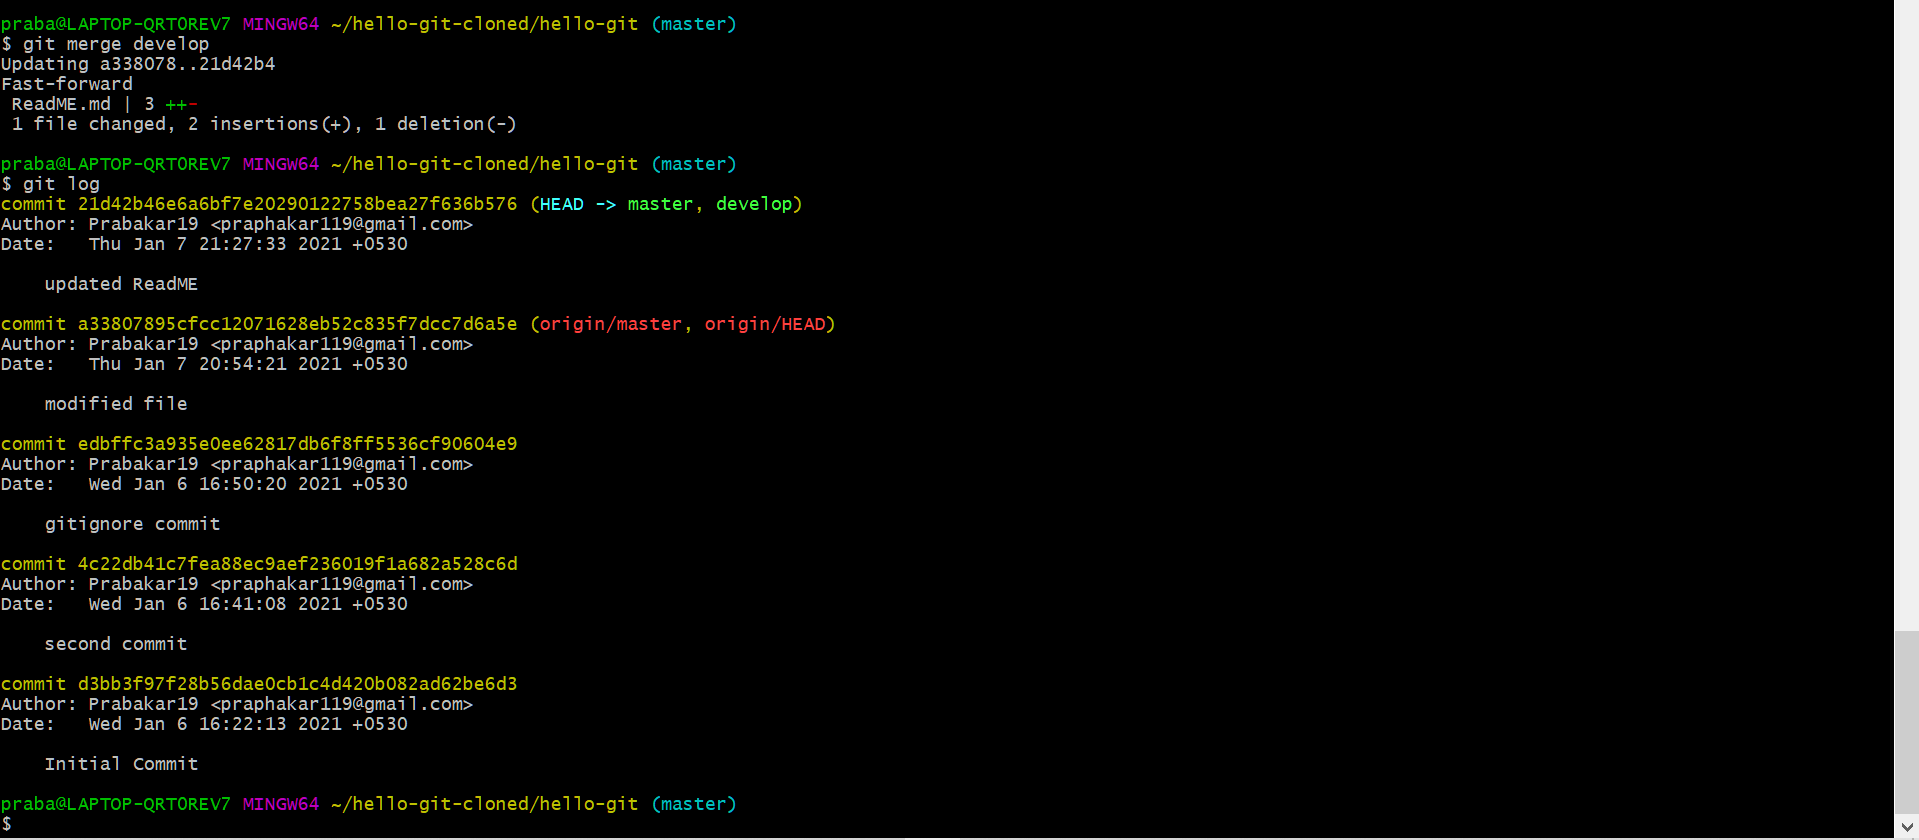 praba@LAPTOP-QRT0REV7 MINGW64 ~/hello-git-cloned/hello-git (master)
$ git merge develop
Updating a338078..21d42b4
Fast-forward
 ReadME.md | 3 ++-
 1 file changed, 2 insertions(+), 1 deletion(-)

praba@LAPTOP-QRT0REV7 MINGW64 ~/hello-git-cloned/hello-git (master)
$ git log
commit 21d42b46e6a6bf7e20290122758bea27f636b576 (HEAD -> master, develop)
Author: Prabakar19 <praphakar119@gmail.com>
Date:   Thu Jan 7 21:27:33 2021 +0530

    updated ReadME

commit a33807895cfcc12071628eb52c835f7dcc7d6a5e (origin/master, origin/HEAD)
Author: Prabakar19 <praphakar119@gmail.com>
Date:   Thu Jan 7 20:54:21 2021 +0530

    modified file

commit edbffc3a935e0ee62817db6f8ff5536cf90604e9
Author: Prabakar19 <praphakar119@gmail.com>
Date:   Wed Jan 6 16:50:20 2021 +0530

    gitignore commit

commit 4c22db41c7fea88ec9aef236019f1a682a528c6d
Author: Prabakar19 <praphakar119@gmail.com>
Date:   Wed Jan 6 16:41:08 2021 +0530

    second commit

commit d3bb3f97f28b56dae0cb1c4d420b082ad62be6d3
Author: Prabakar19 <praphakar119@gmail.com>
Date:   Wed Jan 6 16:22:13 2021 +0530

    Initial Commit

praba@LAPTOP-QRT0REV7 MINGW64 ~/hello-git-cloned/hello-git (master)
$